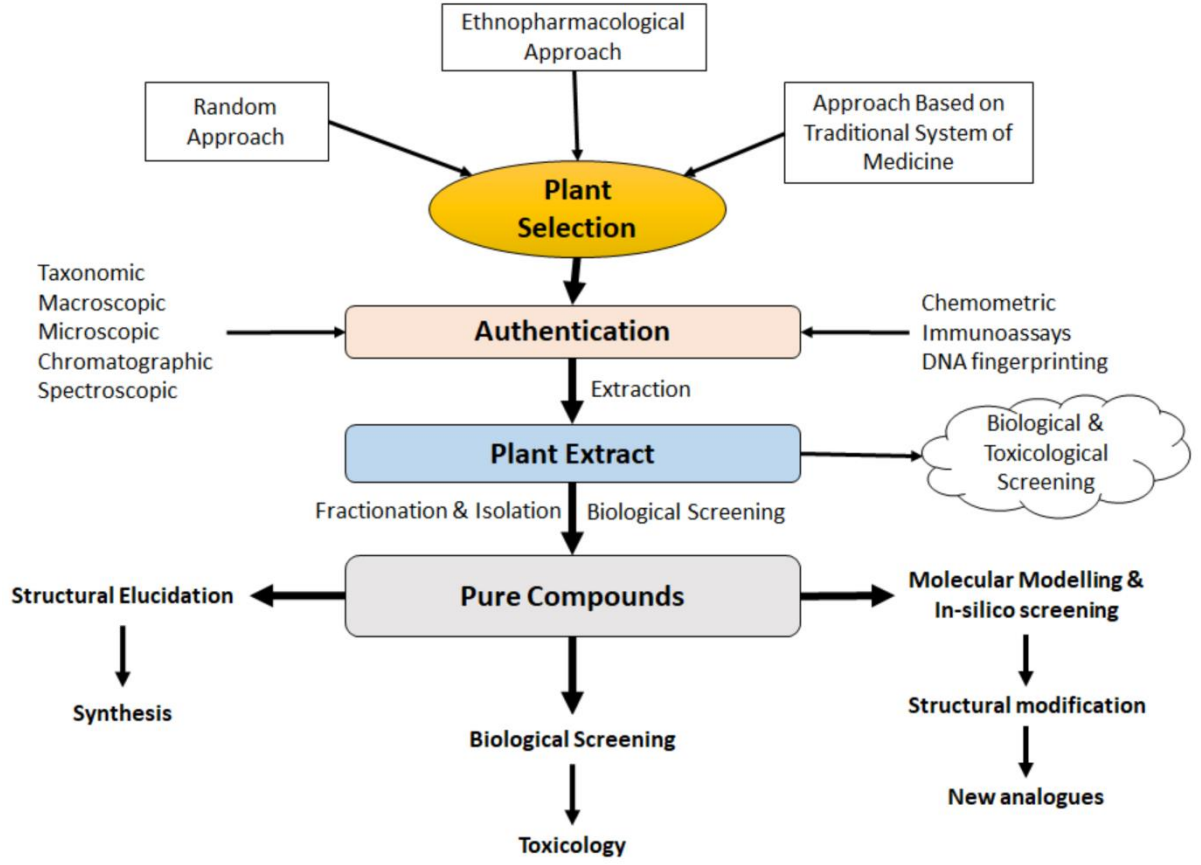 Ethnopharmacological
Approach
Random
Approach
Approach Based on
Traditional System of
Medicine
Plant
Selection
Taxonomic
Macroscopic
Microscopic
Chromatographic
Spectroscopic
Authentication
Chemometric
Immunoassays
DNA fingerprinting
Extraction
Plant Extract
Biological &
Toxicological
Screening
Fractionation & Isolation
Biological Screening
Pure Compounds
Structural Elucidation
Synthesis
Biological Screening
Toxicology
Molecular Modelling &
In-silico screening
Structural modification
New analogues